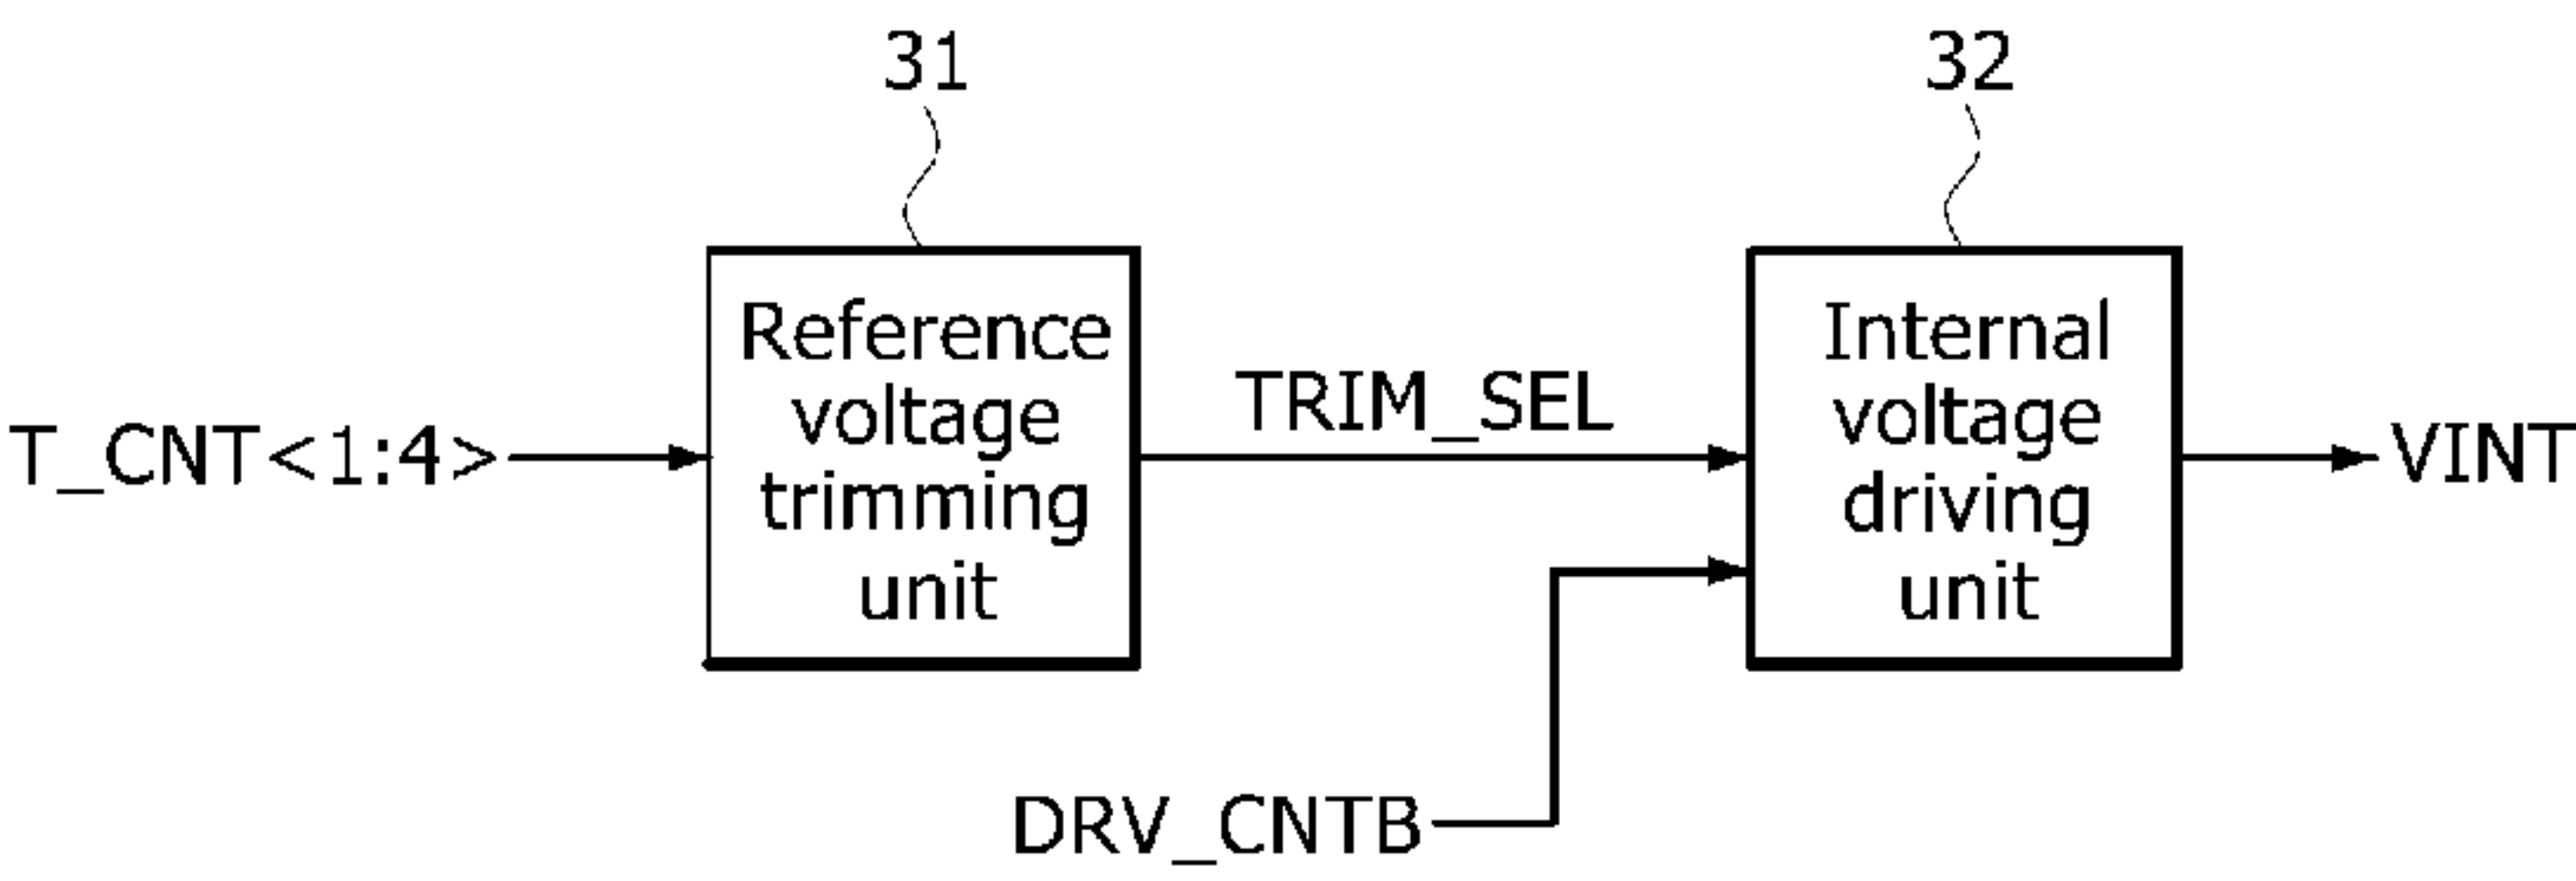 31
32
Reference
voltage
trimming
unit
Internal
voltage
driving
unit
T_CNT<1:4>
TRIM_SEL
VINT
DRV_CNTB